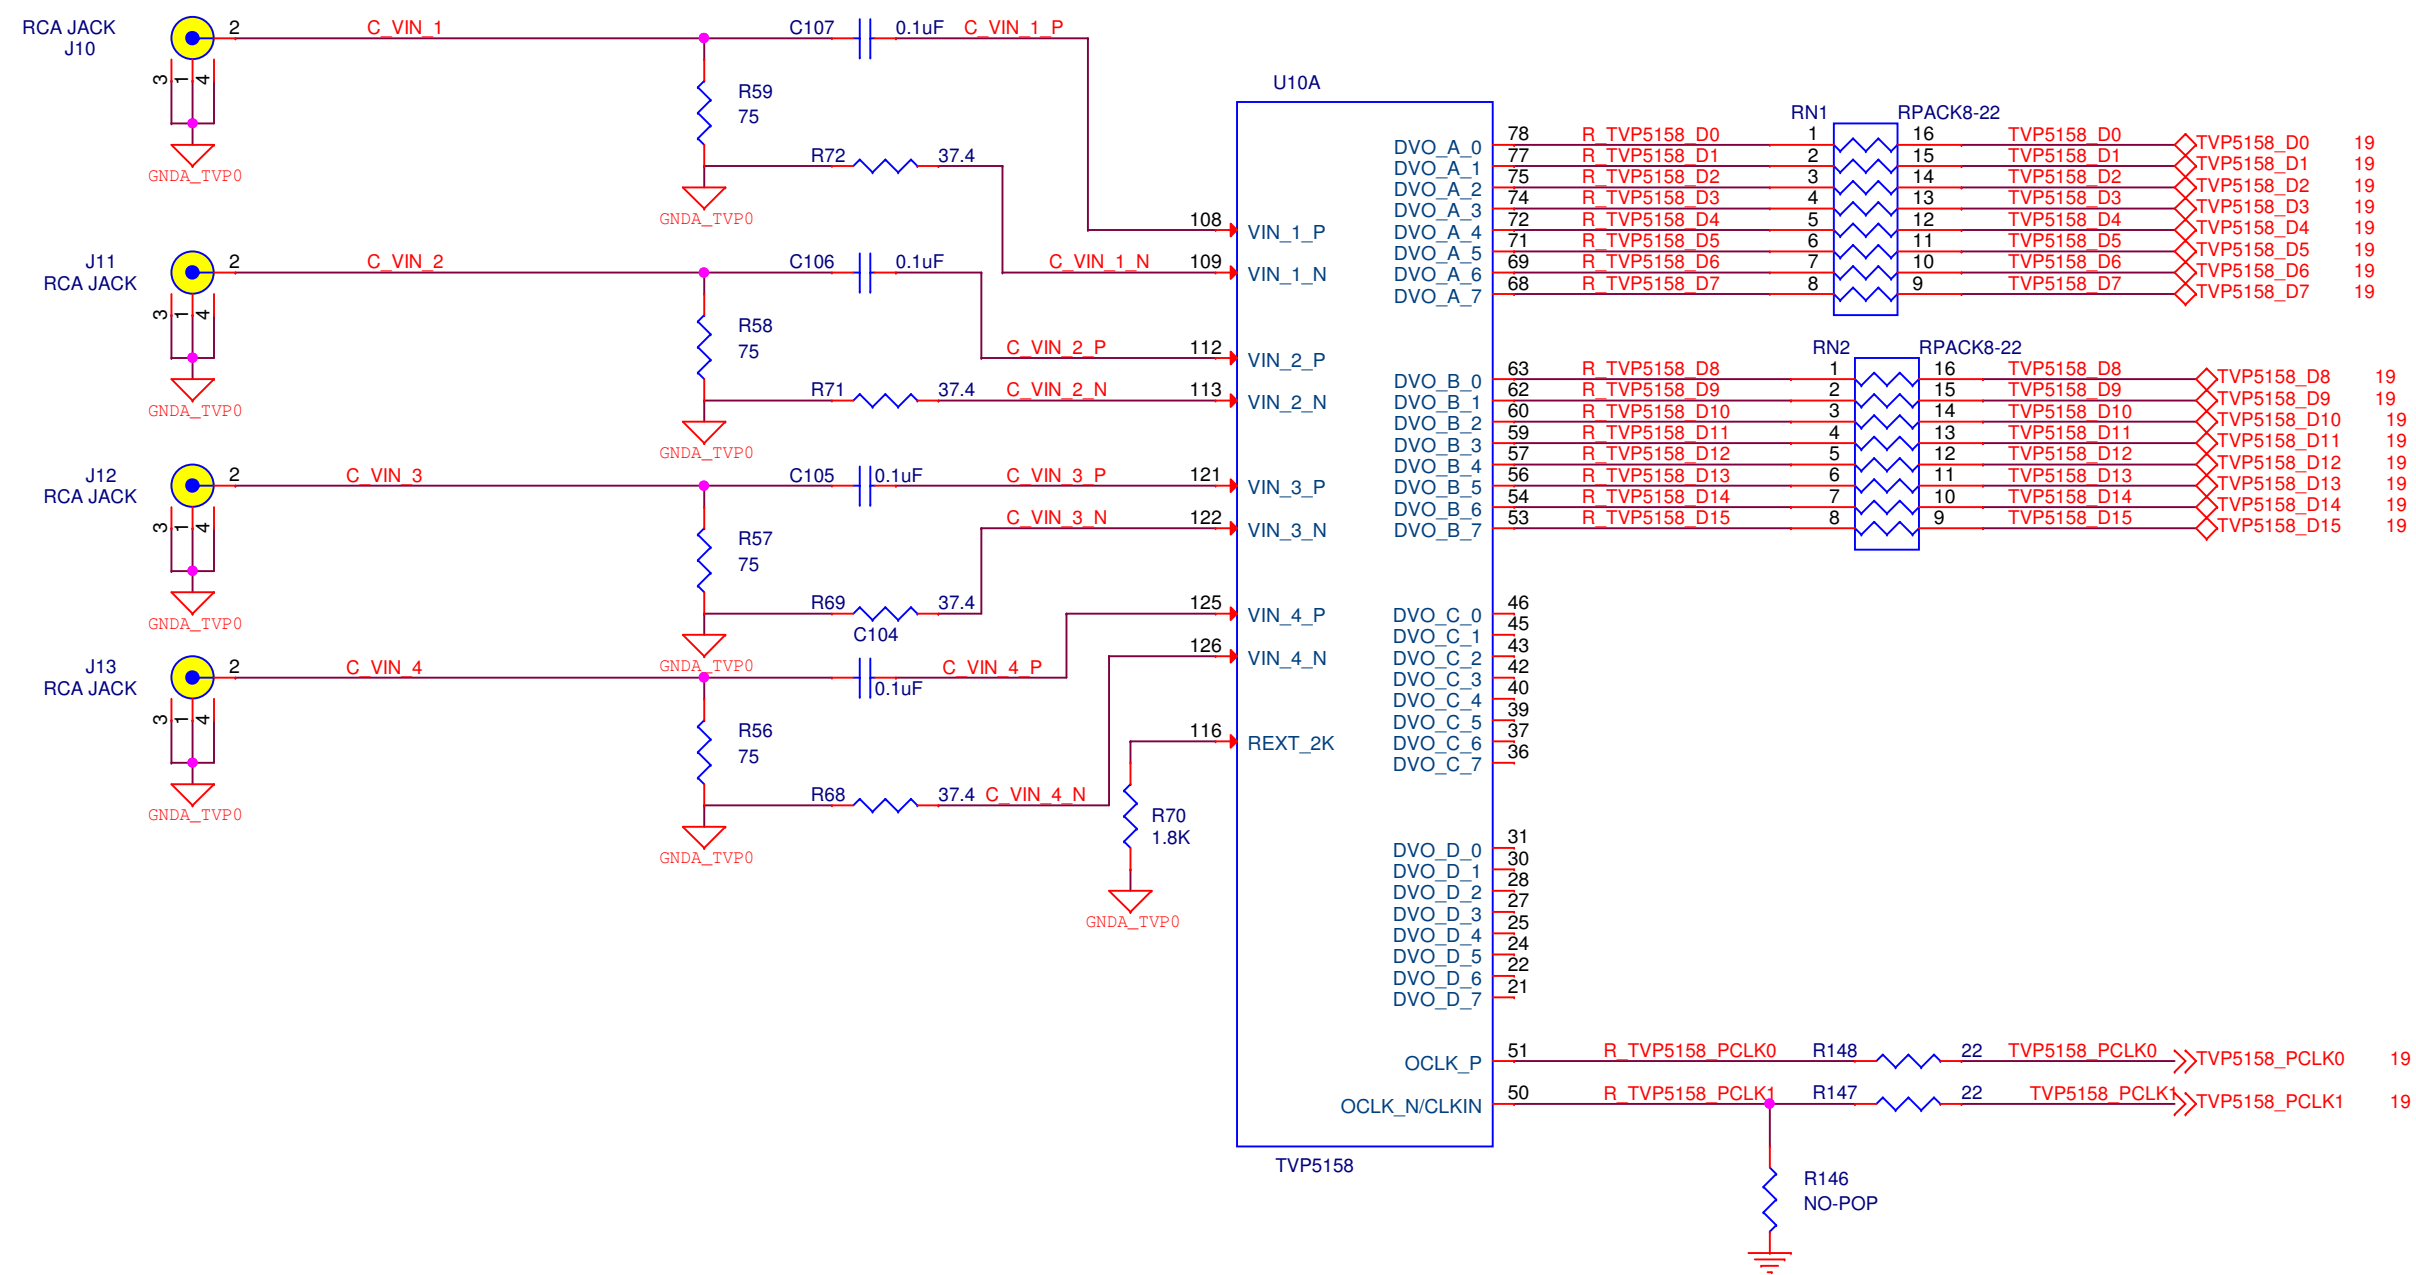 RCA JACK
J10
2
C_VIN_1
C107
0.1uF
C_VIN_1_P
3
1
4
GNDA_TVP0
R59
75
R72
37.4
GNDA_TVP0
J11
RCA JACK
2
C_VIN_2
C106
0.1uF
C_VIN_1_N
3
1
4
GNDA_TVP0
R58
75
C_VIN_2_P
R71
37.4
C_VIN_2_N
GNDA_TVP0
J12
RCA JACK
2
C_VIN_3
C105
0.1uF
C_VIN_3_P
C_VIN_3_N
3
1
4
GNDA_TVP0
R57
75
R69
37.4
GNDA_TVP0
J13
RCA JACK
2
C_VIN_4
C104
0.1uF
C_VIN_4_P
3
1
4
GNDA_TVP0
R56
75
R68
37.4
C_VIN_4_N
GNDA_TVP0
R70
1.8K
GNDA_TVP0
U10A
108
VIN_1_P
109
VIN_1_N
112
VIN_2_P
113
VIN_2_N
121
VIN_3_P
122
VIN_3_N
125
VIN_4_P
126
VIN_4_N
116
REXT_2K
RN1
RPACK8-22
DVO_A_0 78 R_TVP5158_D0 1 16 TVP5158_D0 TVP5158_D0 19
DVO_A_1 77 R_TVP5158_D1 2 15 TVP5158_D1 TVP5158_D1 19
DVO_A_2 75 R_TVP5158_D2 3 14 TVP5158_D2 TVP5158_D2 19
DVO_A_3 74 R_TVP5158_D3 4 13 TVP5158_D3 TVP5158_D3 19
DVO_A_4 72 R_TVP5158_D4 5 12 TVP5158_D4 TVP5158_D4 19
DVO_A_5 71 R_TVP5158_D5 6 11 TVP5158_D5 TVP5158_D5 19
DVO_A_6 69 R_TVP5158_D6 7 10 TVP5158_D6 TVP5158_D6 19
DVO_A_7 68 R_TVP5158_D7 8 9 TVP5158_D7 TVP5158_D7 19
RN2
RPACK8-22
DVO_B_0 63 R_TVP5158_D8 1 16 TVP5158_D8 TVP5158_D8 19
DVO_B_1 62 R_TVP5158_D9 2 15 TVP5158_D9 TVP5158_D9 19
DVO_B_2 60 R_TVP5158_D10 3 14 TVP5158_D10 TVP5158_D10 19
DVO_B_3 59 R_TVP5158_D11 4 13 TVP5158_D11 TVP5158_D11 19
DVO_B_4 57 R_TVP5158_D12 5 12 TVP5158_D12 TVP5158_D12 19
DVO_B_5 56 R_TVP5158_D13 6 11 TVP5158_D13 TVP5158_D13 19
DVO_B_6 54 R_TVP5158_D14 7 10 TVP5158_D14 TVP5158_D14 19
DVO_B_7 53 R_TVP5158_D15 8 9 TVP5158_D15 TVP5158_D15 19
DVO_C_0 46
DVO_C_1 45
DVO_C_2 43
DVO_C_3 42
DVO_C_4 40
DVO_C_5 39
DVO_C_6 37
DVO_C_7 36
DVO_D_0 31
DVO_D_1 30
DVO_D_2 28
DVO_D_3 27
DVO_D_4 25
DVO_D_5 24
DVO_D_6 22
DVO_D_7 21
OCLK_P 51 R_TVP5158_PCLK0 R148 22 TVP5158_PCLK0 TVP5158_PCLK0 19
OCLK_N/CLKIN 50 R_TVP5158_PCLK1 R147 22 TVP5158_PCLK1 TVP5158_PCLK1 19
TVP5158
R146
NO-POP